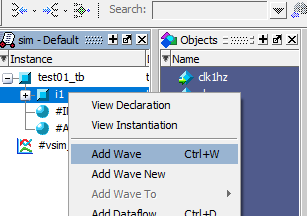 Search:
sim - Default
Objects
Instance
Name
test01_tb
clk1hz
i1
View Declaration
View Instantiation
Add Wave Ctrl+W
Add Wave New
Add Wave To
Add Dataflow Ctrl+D
#vsim_